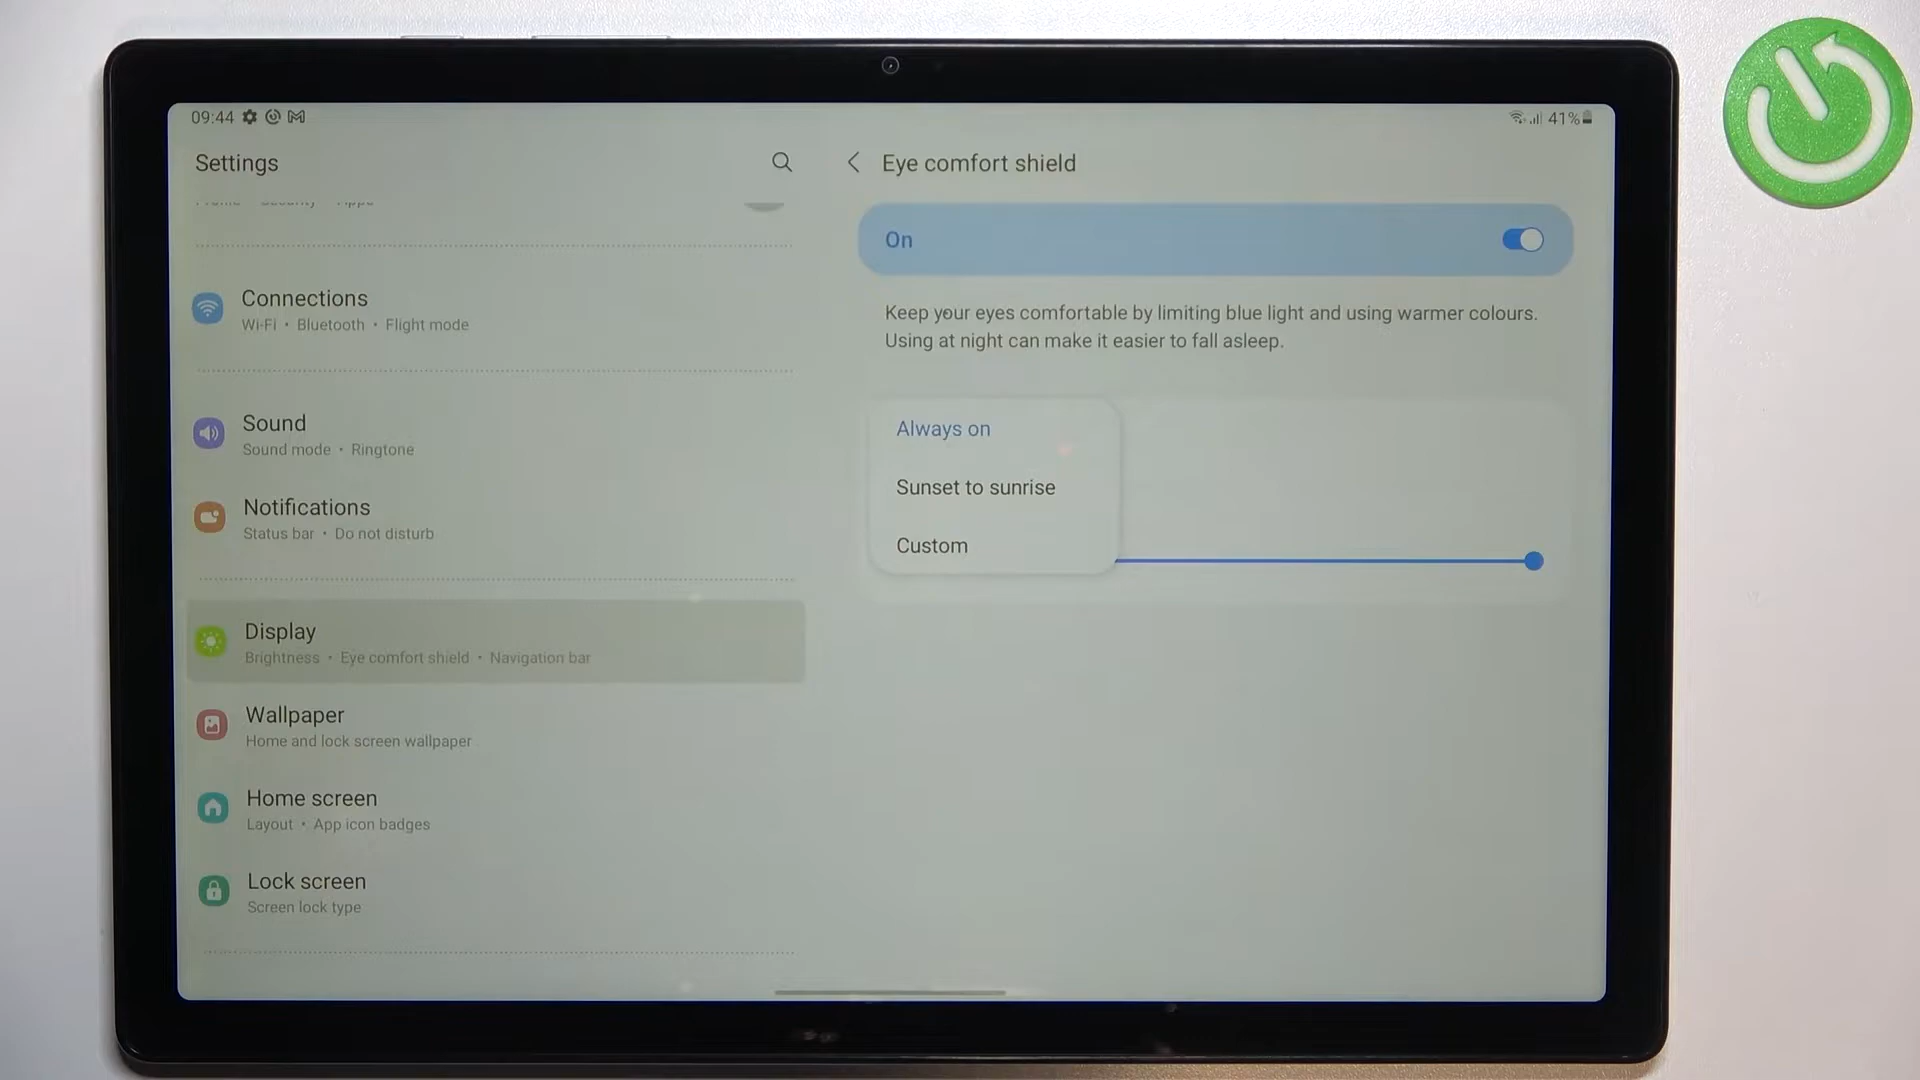 09:44
41%
Settings
Eye comfort shield
On
Keep your eyes comfortable by limiting blue light and using warmer colours.
Using at night can make it easier to fall asleep.
Always on
Sunset to sunrise
Custom
Connections
Wi-Fi • Bluetooth • Flight mode
Sound
Sound mode • Ringtone
Notifications
Status bar • Do not disturb
Display
Brightness • Eye comfort shield • Navigation bar
Wallpaper
Home and lock screen wallpaper
Home screen
Layout • App icon badges
Lock screen
Screen lock type